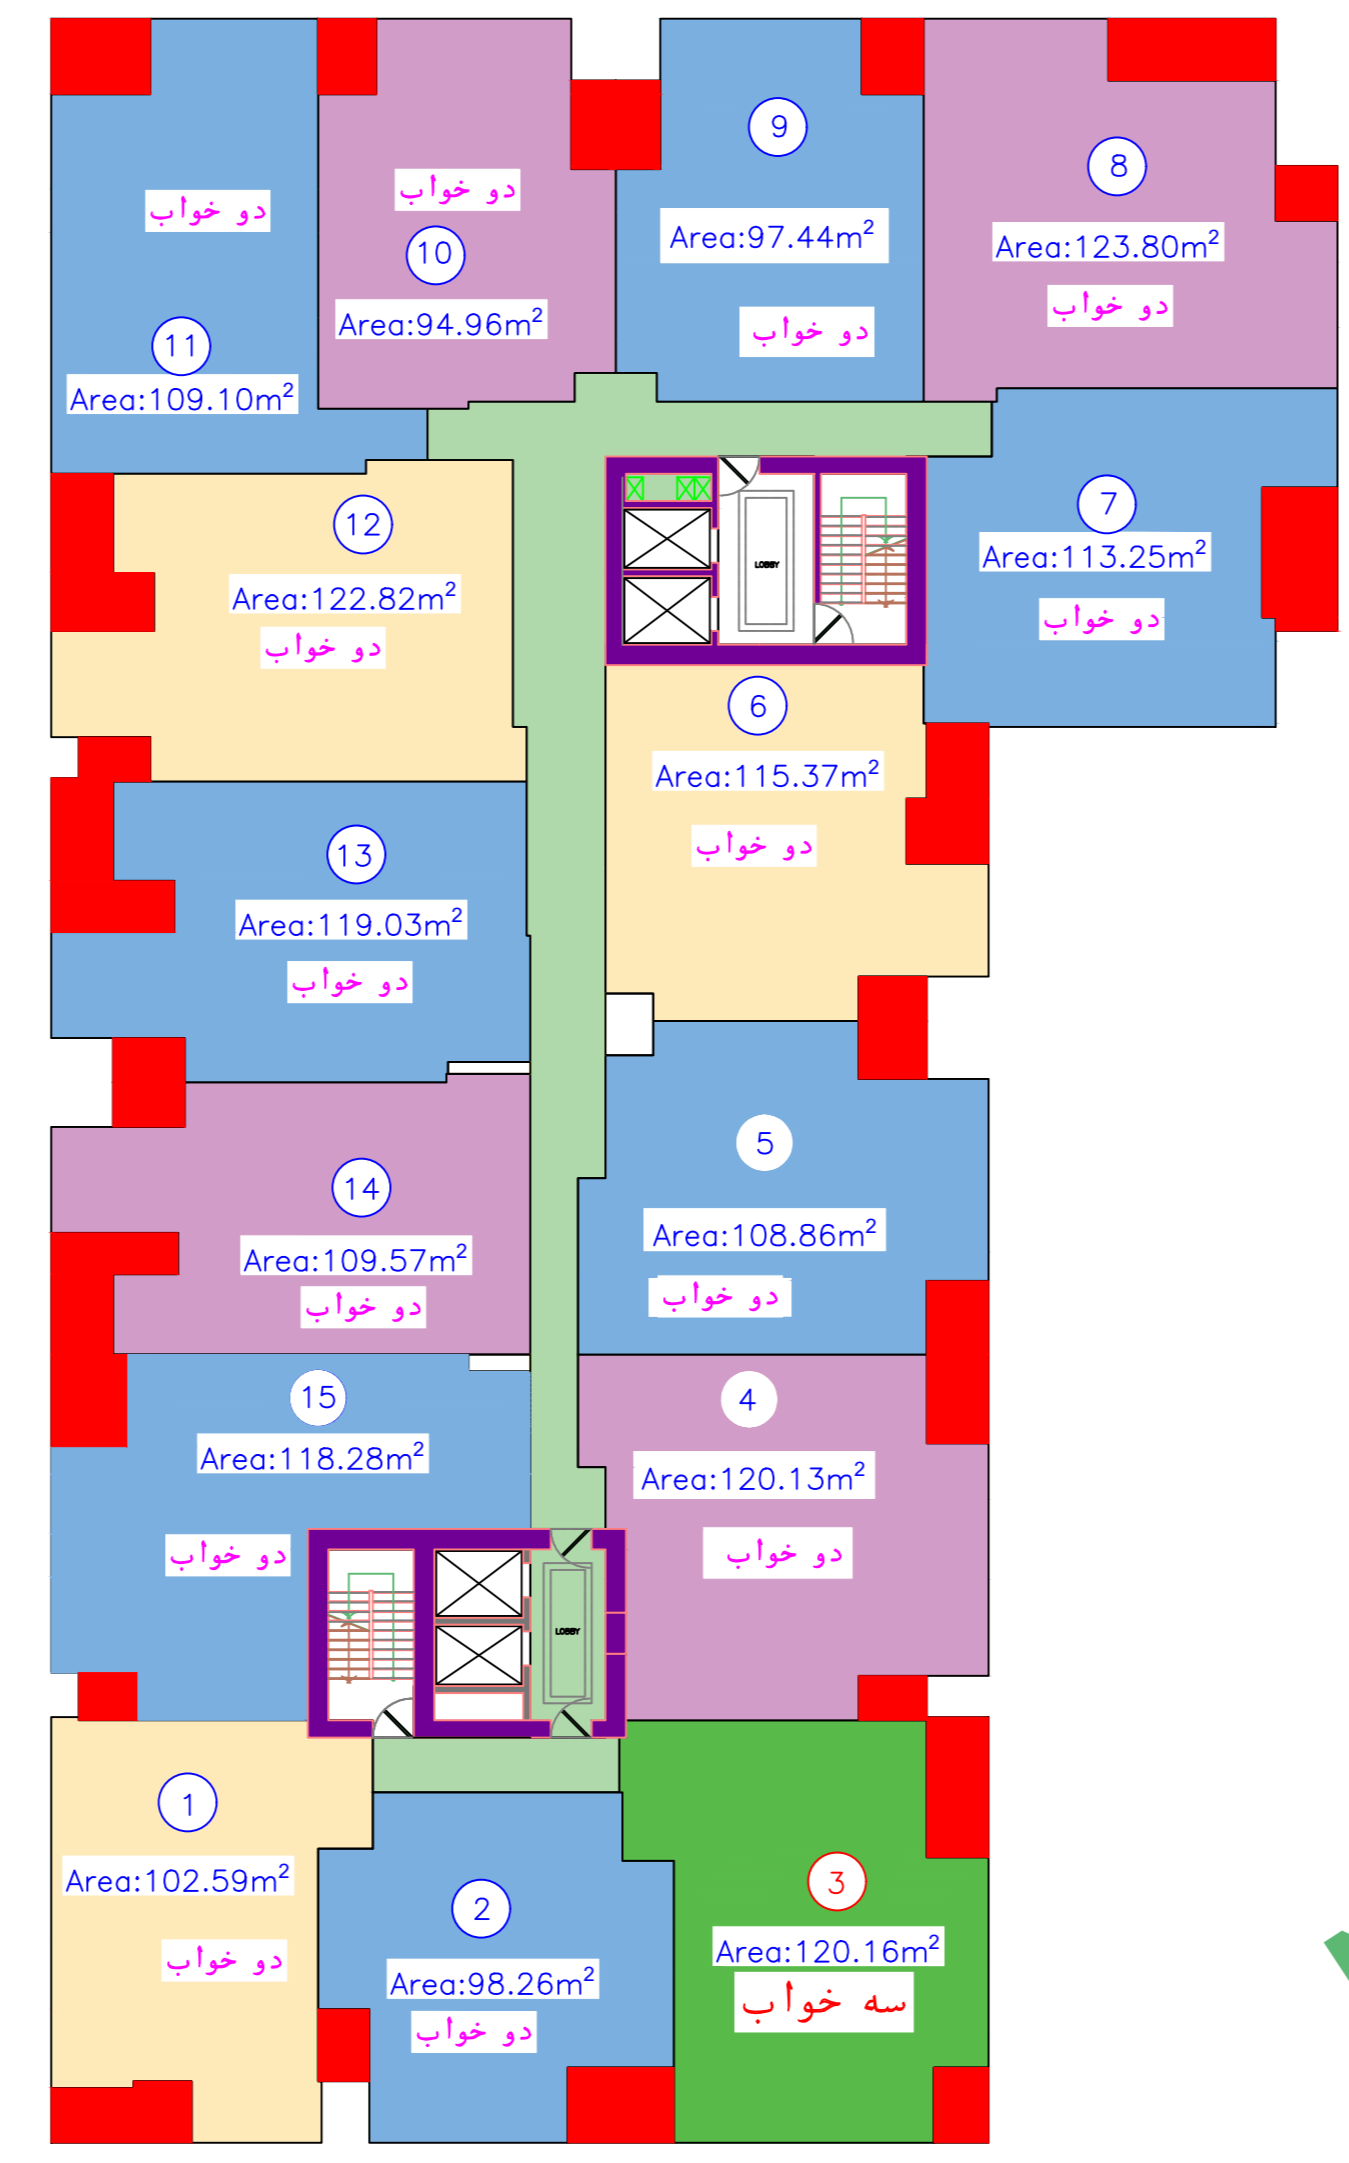 9
8
دو خواب
دو خواب
Area:97.44m²
Area:123.80m²
10
دو خواب
Area:94.96m²
دو خواب
11
Area:109.10m²
7
12
Area:113.25m²
LOBBY
Area:122.82m²
دو خواب
دو خواب
6
Area:115.37m²
دو خواب
13
Area:119.03m²
دو خواب
5
14
Area:108.86m²
Area:109.57m²
دو خواب
دو خواب
15
4
Area:118.28m²
Area:120.13m²
دو خواب
دو خواب
LOBBY
1
Area:102.59m²
3
2
Area:120.16m²
دو خواب
Area:98.26m²
سه خواب
دو خواب